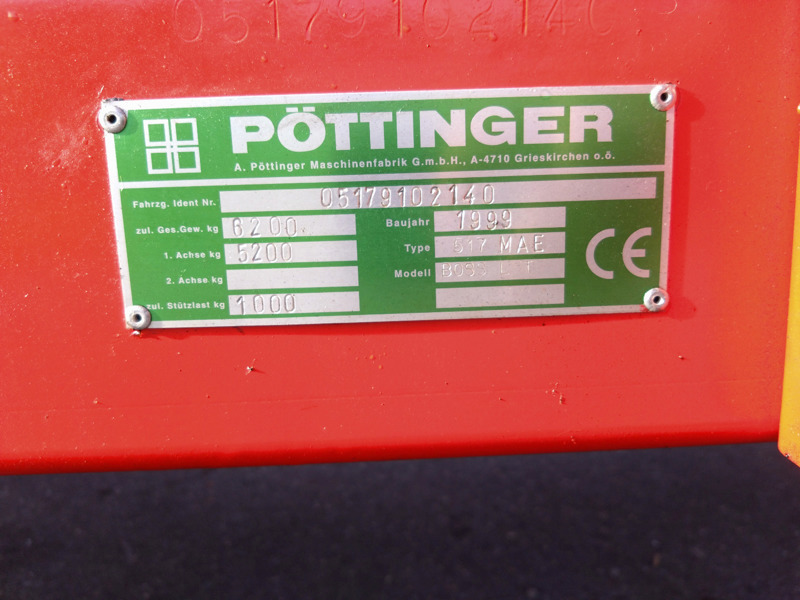 05179102140
PÖTTINGER
A. Pöttinger Maschinenfabrik G.m.b.H., A-4710 Grieskirchen o.ö.
Fahrzg. Ident Nr. 05179102140
zul. Ges.Gew. kg 6200 Baujahr 1999
1. Achse kg 5200 Type 517 MAE
2. Achse kg Modell BOSS
zul. Stützlast kg 1000
CE